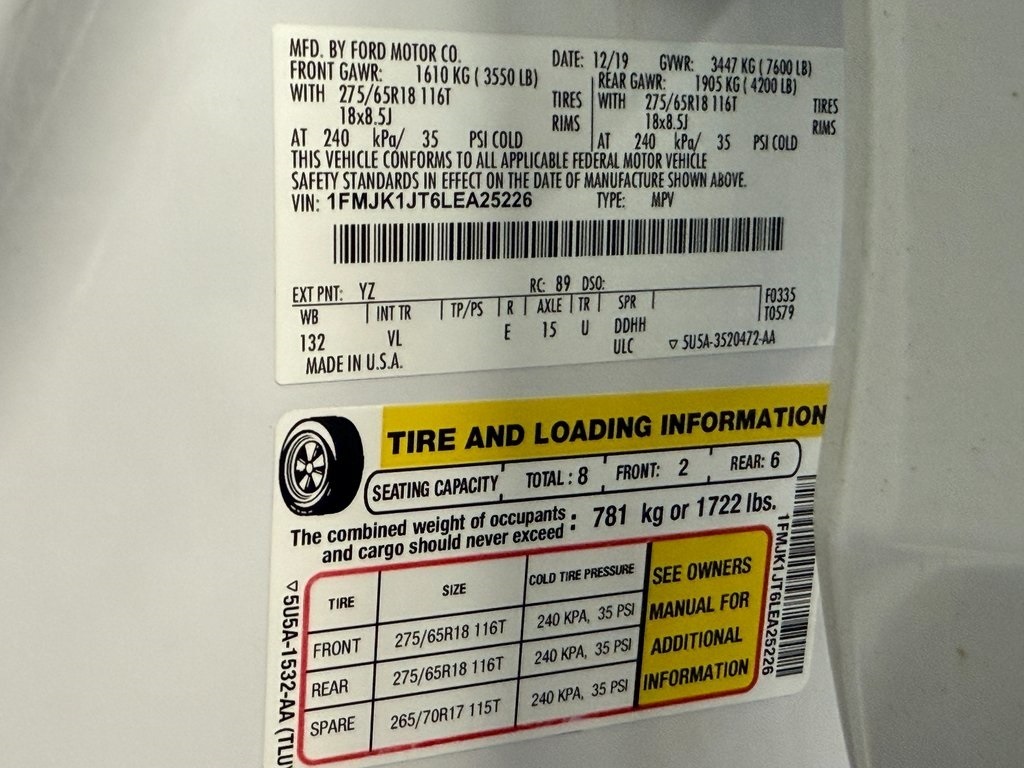 MFD. BY FORD MOTOR CO. DATE: 12/19 GVWR: 3447 KG ( 7600 LB)
FRONT GAWR: 1610 KG ( 3550 LB) REAR GAWR: 1905 KG ( 4200 LB)
WITH 275/65R18 116T TIRES WITH 275/65R18 116T TIRES
18x8.5J RIMS 18x8.5J RIMS
AT 240 kPa/ 35 PSI COLD AT 240 kPa/ 35 PSI COLD
THIS VEHICLE CONFORMS TO ALL APPLICABLE FEDERAL MOTOR VEHICLE
SAFETY STANDARDS IN EFFECT ON THE DATE OF MANUFACTURE SHOWN ABOVE.
VIN: 1FMJK1JT6LEA25226 TYPE: MPV
EXT PNT: YZ RC: 89 DSO: F0335
WB INT TR TP/PS R AXLE TR SPR T0579
132 VL E 15 U DDHH
ULC ▽ 5U5A-3520472-AA
MADE IN U.S.A.
TIRE AND LOADING INFORMATION
SEATING CAPACITY TOTAL : 8 FRONT: 2 REAR: 6
The combined weight of occupants
and cargo should never exceed : 781 kg or 1722 lbs.
TIRE SIZE COLD TIRE PRESSURE
FRONT 275/65R18 116T 240 KPA, 35 PSI
REAR 275/65R18 116T 240 KPA, 35 PSI
SPARE 265/70R17 115T 240 KPA, 35 PSI
SEE OWNERS
MANUAL FOR
ADDITIONAL
INFORMATION
1FMJK1JT6LEA25226
▽5U5A-1532-AA